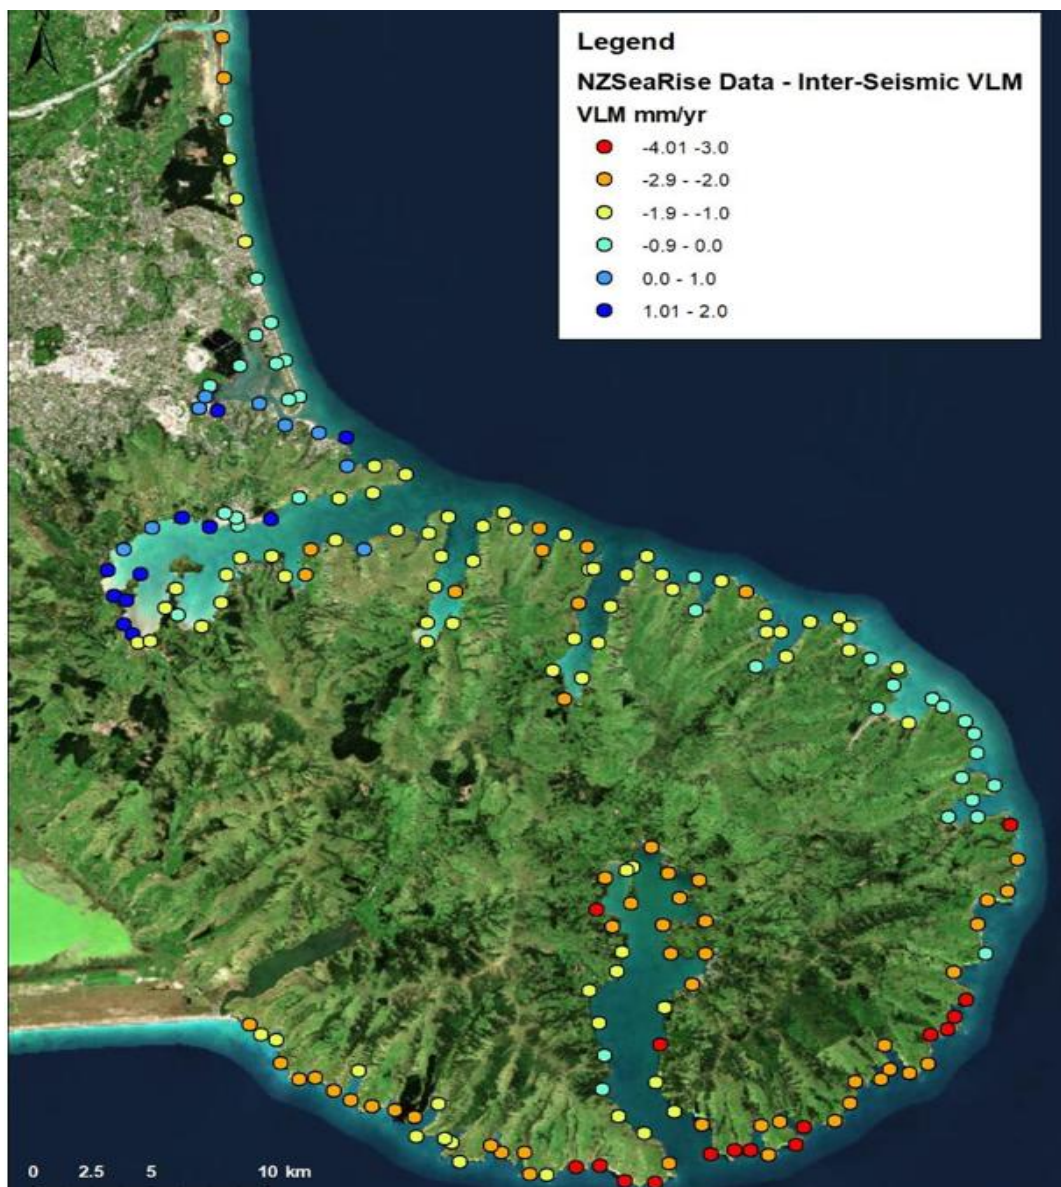 N
Legend
NZSeaRise Data - Inter-Seismic VLM
VLM mm/yr
-4.01 -3.0
-2.9 - -2.0
-1.9 - -1.0
-0.9 - 0.0
0.0 - 1.0
1.01 - 2.0
0 2.5 5 10 km